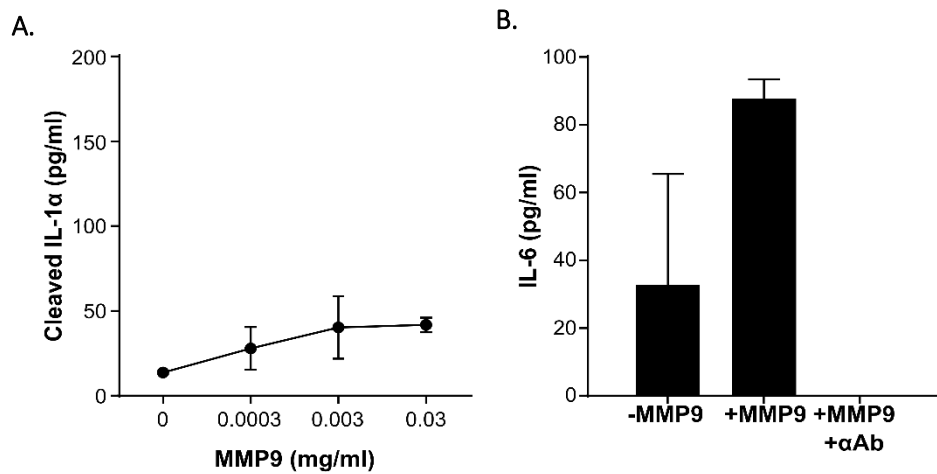 A.
Cleaved IL-1α (pg/ml)
200
150
100
50
0
0 0.0003 0.003 0.03
MMP9 (mg/ml)
B.
IL-6 (pg/ml)
100
80
60
40
20
0
-MMP9 +MMP9 +MMP9
+αAb